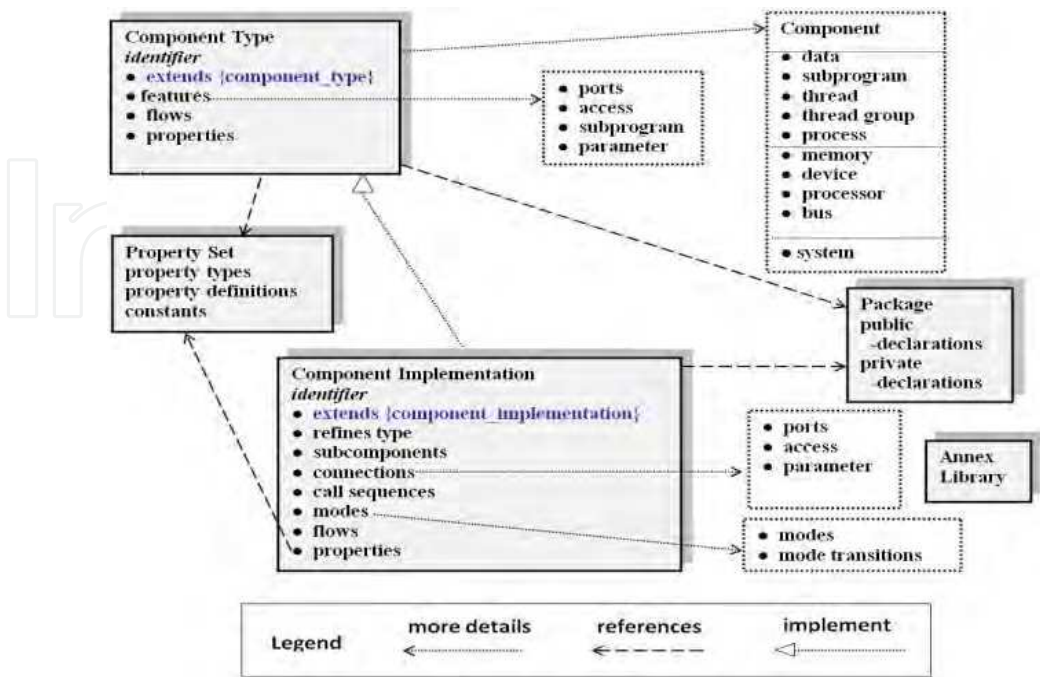 Component Type
identifier
• extends {component_type}
• features
• flows
• properties
• ports
• access
• subprogram
• parameter
Component
• data
• subprogram
• thread
• thread group
• process
• memory
• device
• processor
• bus
• system
Property Set
property types
property definitions
constants
Package
public
-declarations
private
-declarations
Component Implementation
identifier
• extends {component_implementation}
• refines type
• subcomponents
• connections
• call sequences
• modes
• flows
• properties
• ports
• access
• parameter
Annex
Library
• modes
• mode transitions
Legend
more details
references
implement